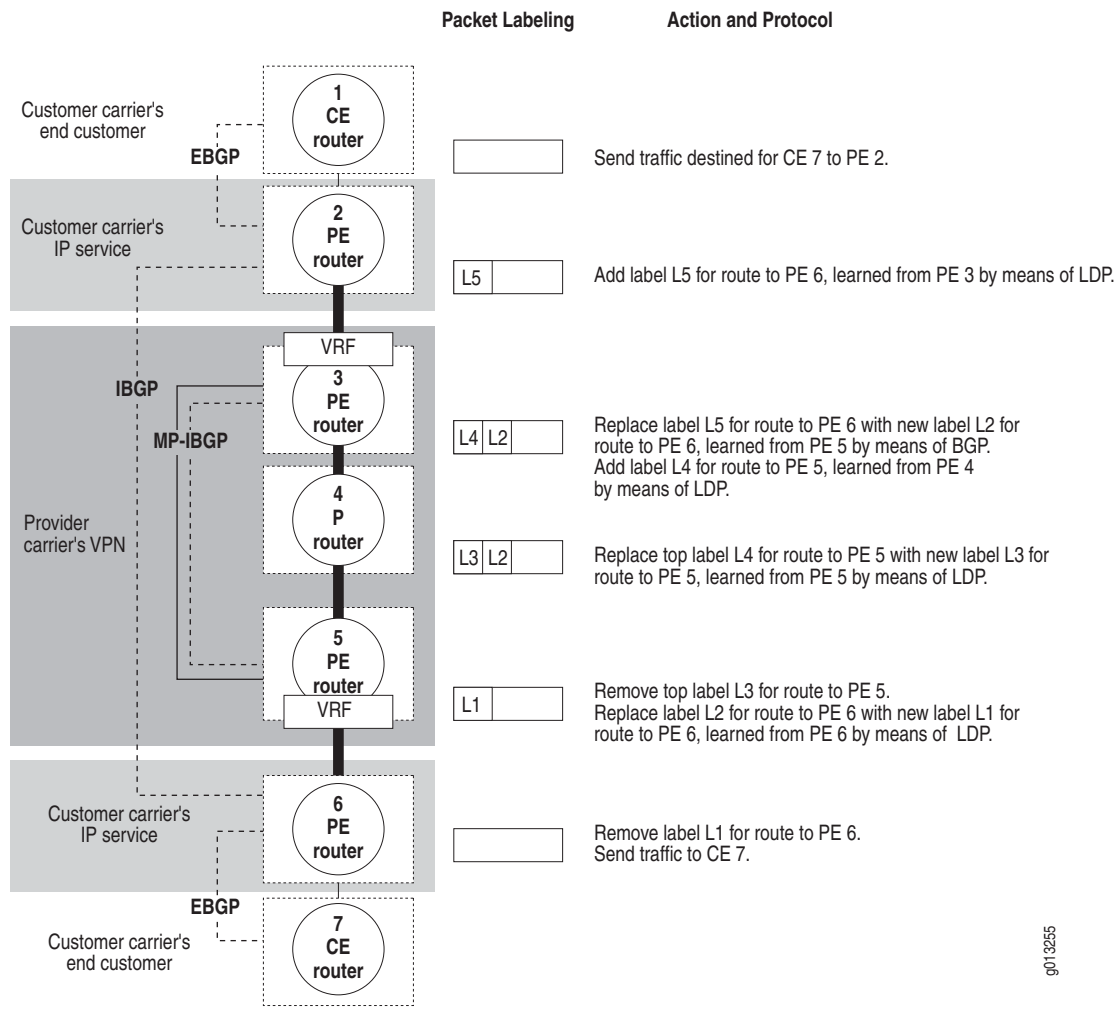 Packet Labeling
Action and Protocol
Customer carrier's
end customer
1
CE
router
EBGP
Send traffic destined for CE 7 to PE 2.
Customer carrier's
IP service
2
PE
router
L5
Add label L5 for route to PE 6, learned from PE 3 by means of LDP.
VRF
3
PE
router
IBGP
MP-IBGP
L4 L2
Replace label L5 for route to PE 6 with new label L2 for
route to PE 6, learned from PE 5 by means of BGP.
Add label L4 for route to PE 5, learned from PE 4
by means of LDP.
Provider
carrier's VPN
4
P
router
L3 L2
Replace top label L4 for route to PE 5 with new label L3 for
route to PE 5, learned from PE 5 by means of LDP.
5
PE
router
VRF
L1
Remove top label L3 for route to PE 5.
Replace label L2 for route to PE 6 with new label L1 for
route to PE 6, learned from PE 6 by means of LDP.
Customer carrier's
IP service
6
PE
router
Remove label L1 for route to PE 6.
Send traffic to CE 7.
EBGP
Customer carrier's
end customer
7
CE
router
g013255